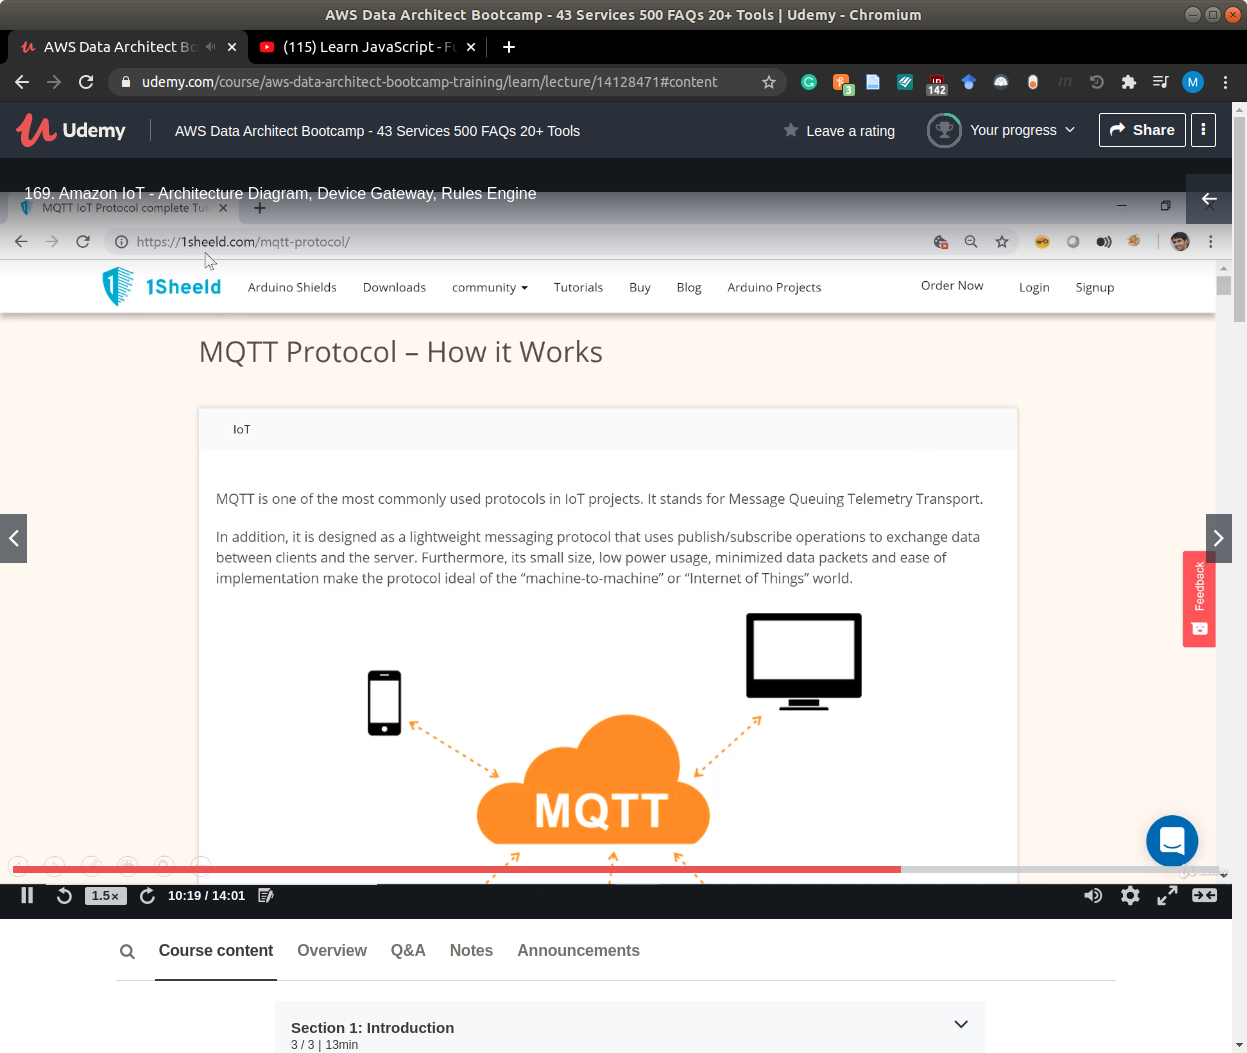 AWS Data Architect Bootcamp - 43 Services 500 FAQs 20+ Tools | Udemy - Chromium
AWS Data Architect Bo
(115) Learn JavaScript - Fu
udemy.com/course/aws-data-architect-bootcamp-training/learn/lecture/14128471#content
3
142
M
Udemy
AWS Data Architect Bootcamp - 43 Services 500 FAQs 20+ Tools
Leave a rating
Your progress
Share
169. Amazon IoT - Architecture Diagram, Device Gateway, Rules Engine
MQTT IoT Protocol complete Tut
https://1sheeld.com/mqtt-protocol/
1Sheeld
Arduino Shields
Downloads
community
Tutorials
Buy
Blog
Arduino Projects
Order Now
Login
Signup
MQTT Protocol – How it Works
IoT
MQTT is one of the most commonly used protocols in IoT projects. It stands for Message Queuing Telemetry Transport.
In addition, it is designed as a lightweight messaging protocol that uses publish/subscribe operations to exchange data
between clients and the server. Furthermore, its small size, low power usage, minimized data packets and ease of
implementation make the protocol ideal of the “machine-to-machine” or “Internet of Things” world.
Feedback
MQTT
1.5×
10:19 / 14:01
Course content
Overview
Q&A
Notes
Announcements
Section 1: Introduction
3 / 3 | 13min